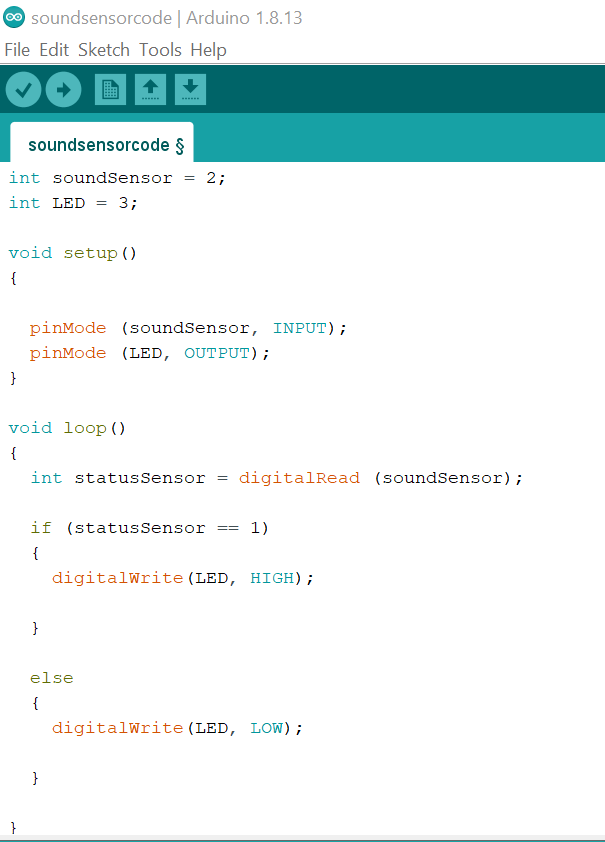 soundsensorcode | Arduino 1.8.13
File Edit Sketch Tools Help
soundsensorcode §
int soundSensor = 2;
int LED = 3;
void setup()
{
pinMode (soundSensor, INPUT);
pinMode (LED, OUTPUT);
}
void loop()
{
int statusSensor = digitalRead (soundSensor);
if (statusSensor == 1)
{
digitalWrite(LED, HIGH);
}
else
{
digitalWrite(LED, LOW);
}
}